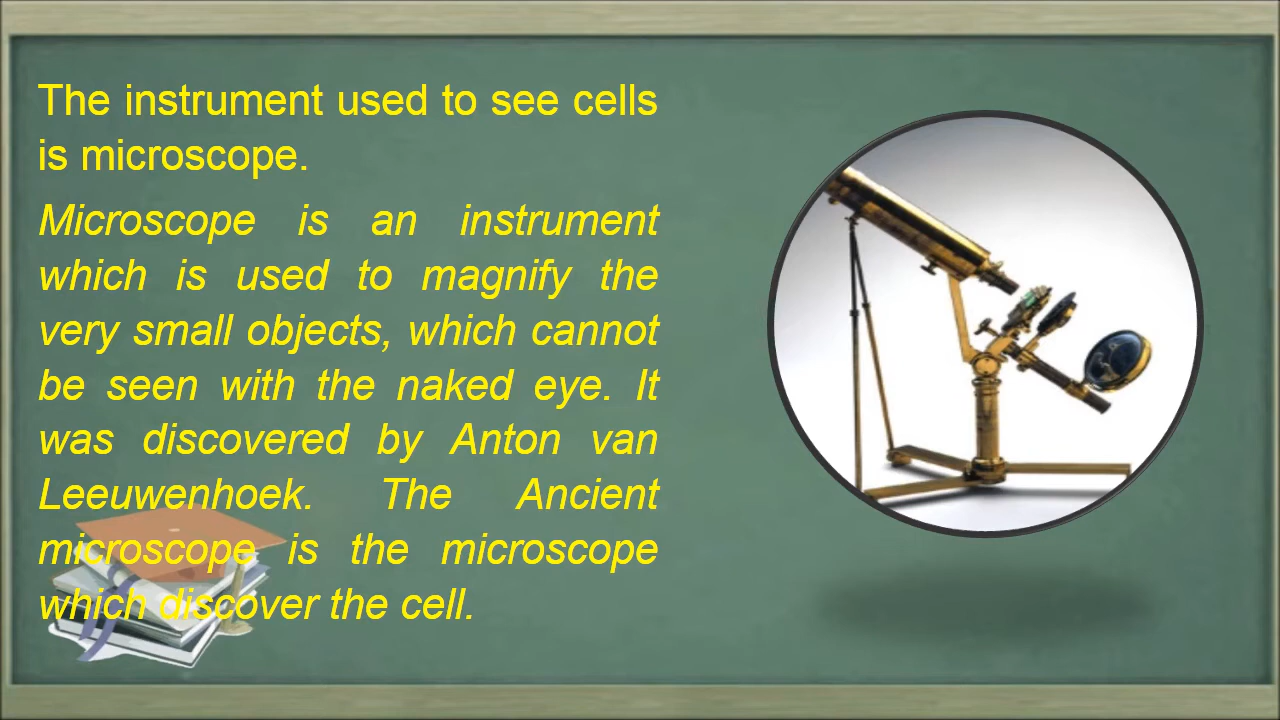 The instrument used to see cells
is microscope.
Microscope is an instrument
which is used to magnify the
very small objects, which cannot
be seen with the naked eye. It
was discovered by Anton van
Leeuwenhoek. The Ancient
microscope is the microscope
which discover the cell.